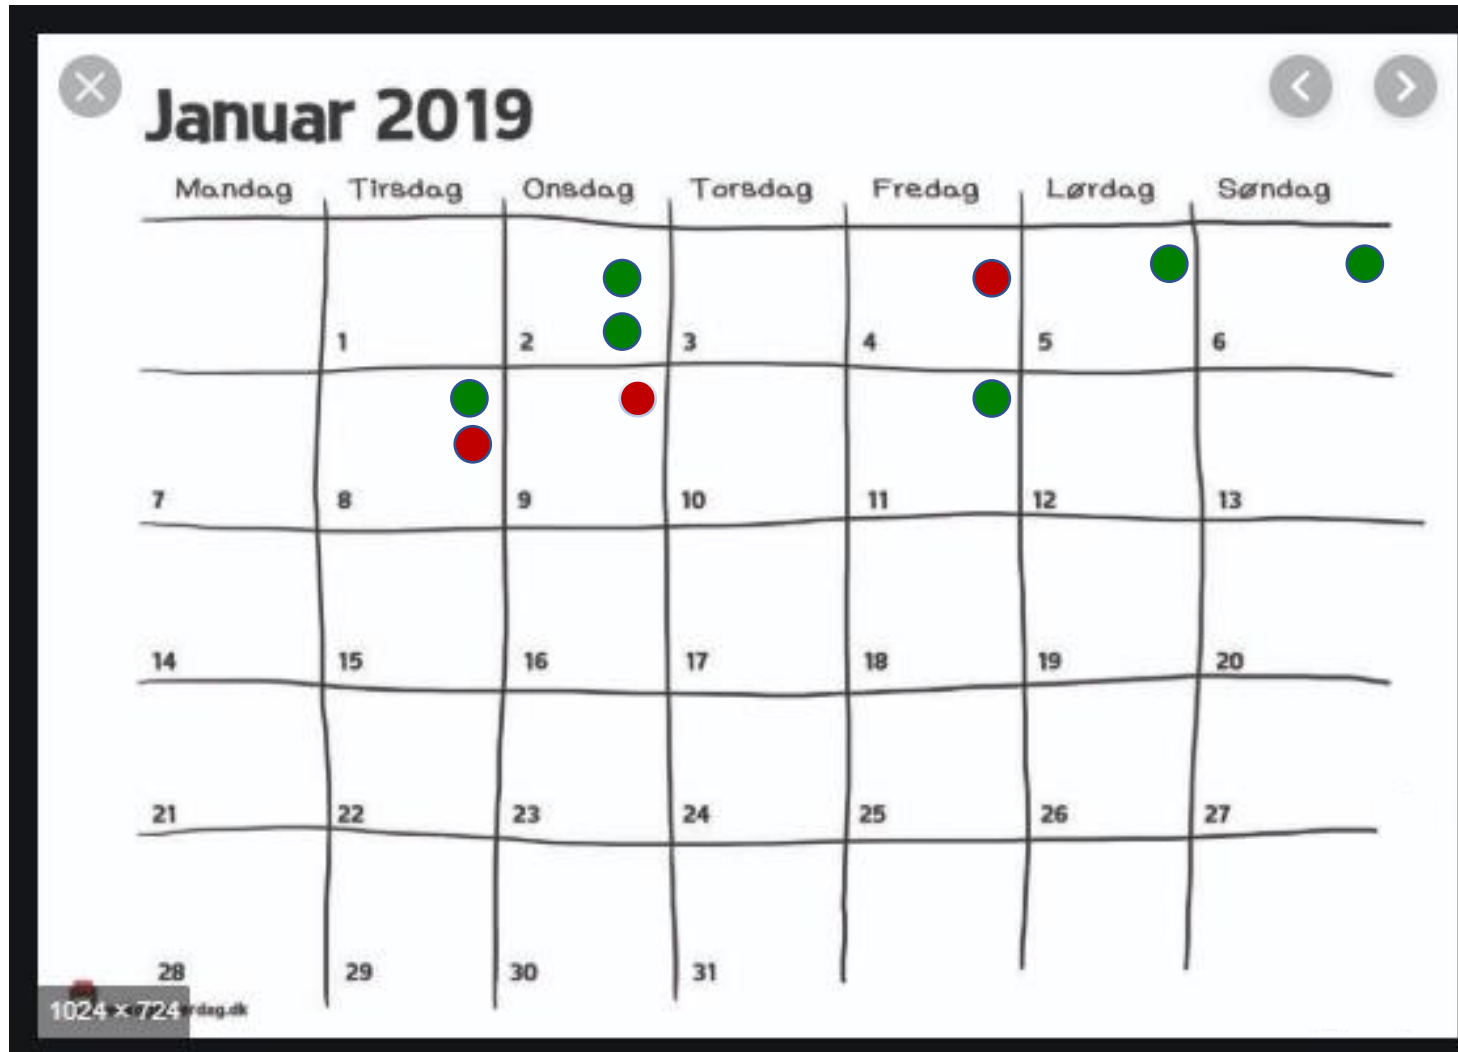 Januar 2019
Mandag Tirsdag Onsdag Torsdag Fredag Lørdag Søndag
1 2 3 4 5 6
7 8 9 10 11 12 13
14 15 16 17 18 19 20
21 22 23 24 25 26 27
28 29 30 31
1024 × 724